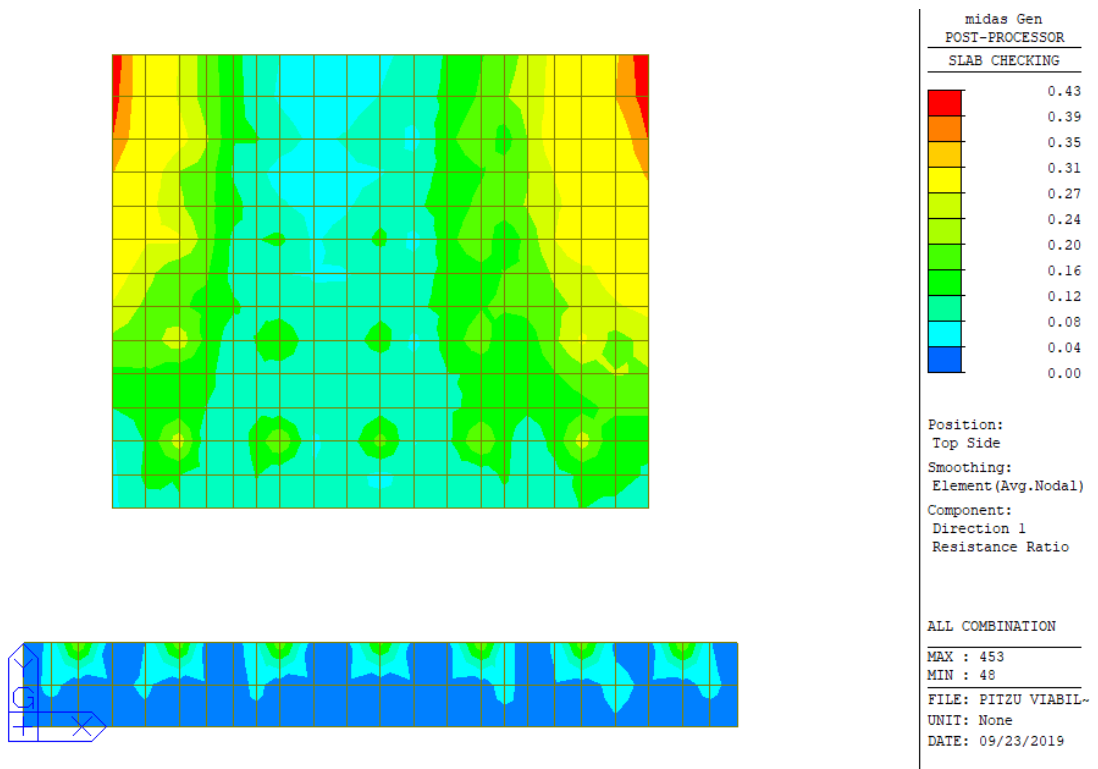 midas Gen
POST-PROCESSOR
SLAB CHECKING
0.43
0.39
0.35
0.31
0.27
0.24
0.20
0.16
0.12
0.08
0.04
0.00
Position:
Top Side
Smoothing:
Element(Avg.Nodal)
Component:
Direction 1
Resistance Ratio
ALL COMBINATION
MAX : 453
MIN : 48
FILE: PITZU VIABIL~
UNIT: None
DATE: 09/23/2019
Y
G
X